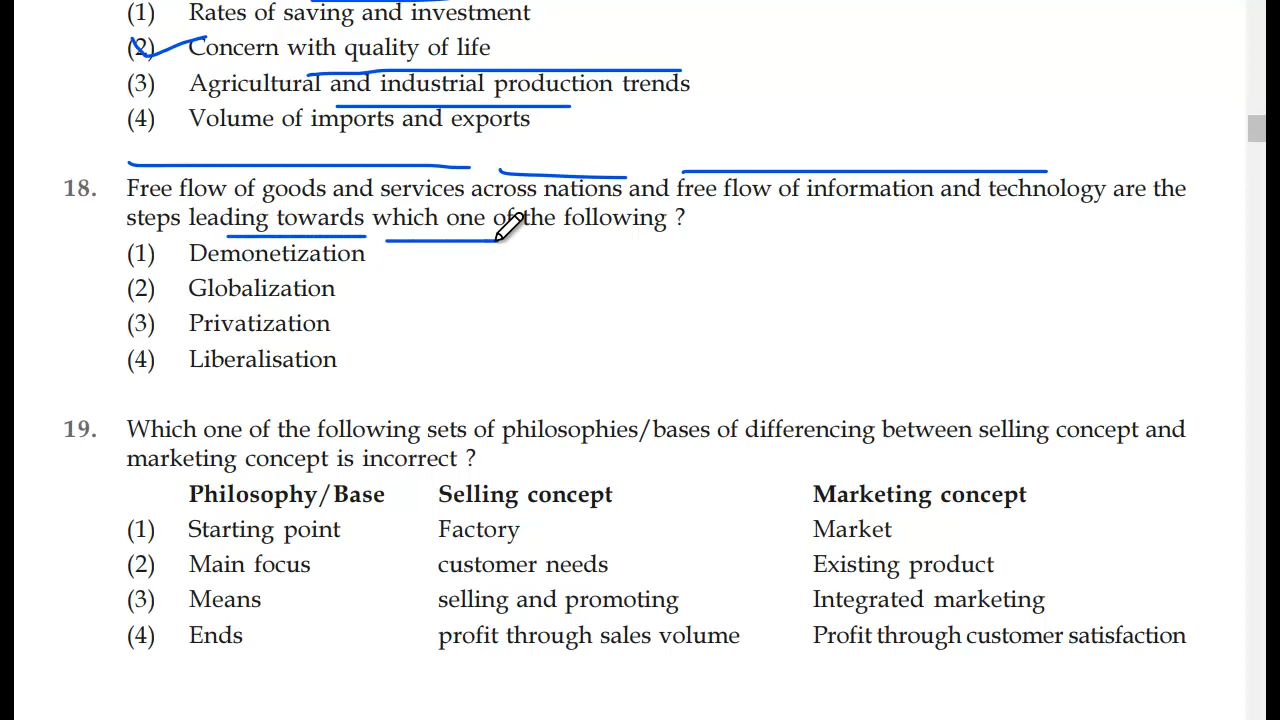 (1) Rates of saving and investment
(2) Concern with quality of life
(3) Agricultural and industrial production trends
(4) Volume of imports and exports
18. Free flow of goods and services across nations and free flow of information and technology are the
steps leading towards which one of the following ?
(1) Demonetization
(2) Globalization
(3) Privatization
(4) Liberalisation
19. Which one of the following sets of philosophies/bases of differencing between selling concept and
marketing concept is incorrect ?
Philosophy/Base Selling concept Marketing concept
(1) Starting point Factory Market
(2) Main focus customer needs Existing product
(3) Means selling and promoting Integrated marketing
(4) Ends profit through sales volume Profit through customer satisfaction